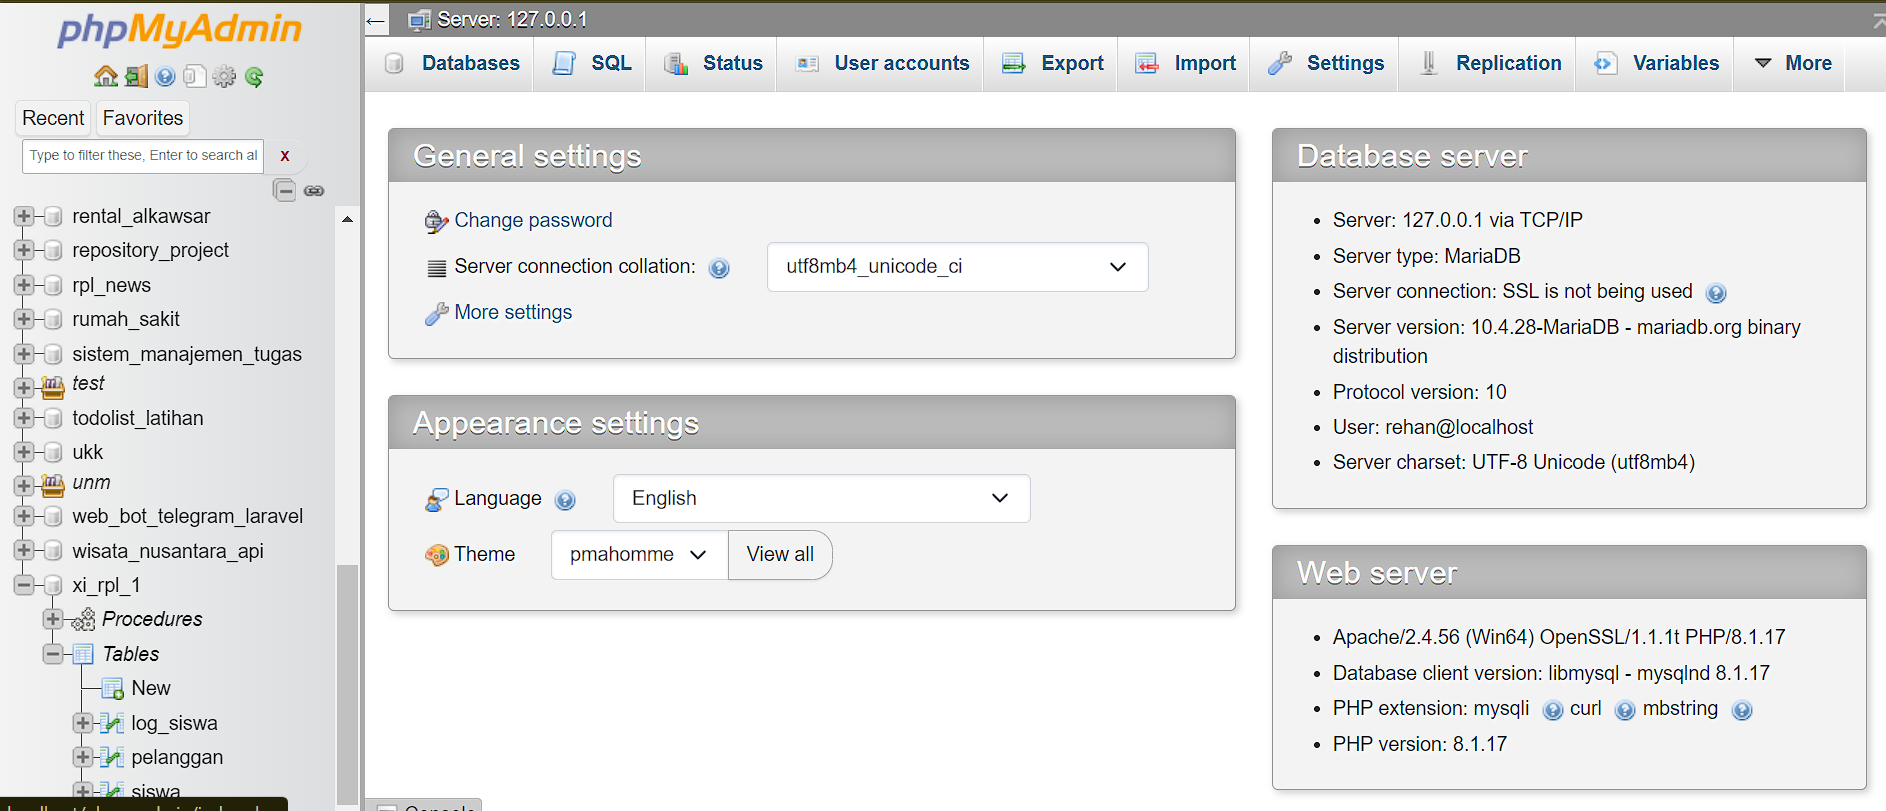 phpMyAdmin
Recent
Favorites
Type to filter these, Enter to search al
x
rental_alkawsar
repository_project
rpl_news
rumah_sakit
sistem_manajemen_tugas
test
todolist_latihan
ukk
unm
web_bot_telegram_laravel
wisata_nusantara_api
xi_rpl_1
Procedures
Tables
New
log_siswa
pelanggan
siswa
Server: 127.0.0.1
Databases
SQL
Status
User accounts
Export
Import
Settings
Replication
Variables
More
General settings
Change password
Server connection collation:
utf8mb4_unicode_ci
More settings
Appearance settings
Language
English
Theme
pmahomme
View all
Database server
Server: 127.0.0.1 via TCP/IP
Server type: MariaDB
Server connection: SSL is not being used
Server version: 10.4.28-MariaDB - mariadb.org binary
distribution
Protocol version: 10
User: rehan@localhost
Server charset: UTF-8 Unicode (utf8mb4)
Web server
Apache/2.4.56 (Win64) OpenSSL/1.1.1t PHP/8.1.17
Database client version: libmysql - mysqlnd 8.1.17
PHP extension: mysqli curl mbstring
PHP version: 8.1.17
Console